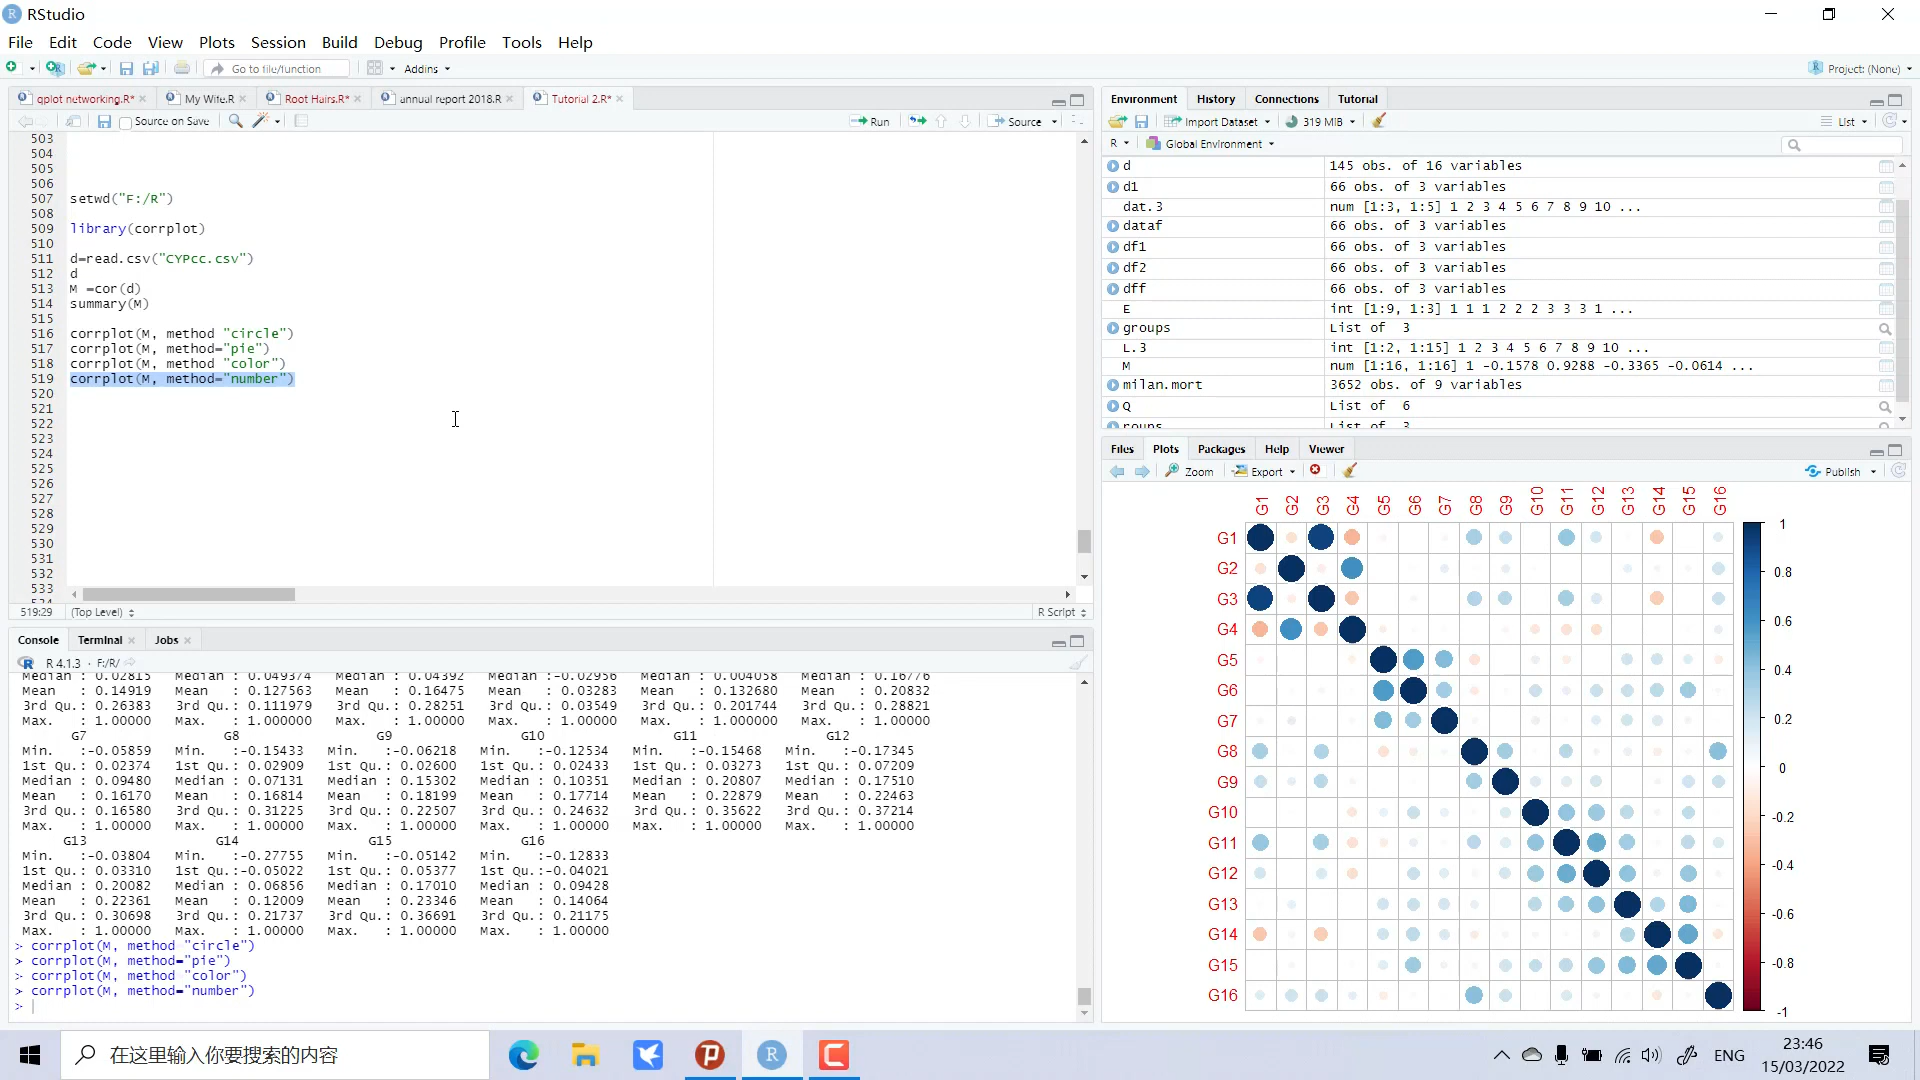 RStudio
File Edit Code View Plots Session Build Debug Profile Tools Help
Go to file/function Addins Project: (None)
qplot networking.R* My Wife.R Root Hairs.R* annual report 2018.R Tutorial 2.R*
Source on Save Run Source
503
504
505
506
507 setwd("F:/R")
508
509 library(corrplot)
510
511 d=read.csv("CYPcc.csv")
512 d
513 M =cor(d)
514 summary(M)
515
516 corrplot(M, method "circle")
517 corrplot(M, method="pie")
518 corrplot(M, method "color")
519 corrplot(M, method="number")
520
521
522
523
524
525
526
527
528
529
530
531
532
533
519:29 (Top Level) R Script
Console Terminal Jobs
R 4.1.3 · F:/R/
Median : 0.02815 Median : 0.049374 Median : 0.04392 Median :-0.02956 Median : 0.004058 Median : 0.16776
Mean : 0.14919 Mean : 0.127563 Mean : 0.16475 Mean : 0.03283 Mean : 0.132680 Mean : 0.20832
3rd Qu.: 0.26383 3rd Qu.: 0.111979 3rd Qu.: 0.28251 3rd Qu.: 0.03549 3rd Qu.: 0.201744 3rd Qu.: 0.28821
Max. : 1.00000 Max. : 1.000000 Max. : 1.00000 Max. : 1.00000 Max. : 1.000000 Max. : 1.00000
G7 G8 G9 G10 G11 G12
Min. :-0.05859 Min. :-0.15433 Min. :-0.06218 Min. :-0.12534 Min. :-0.15468 Min. :-0.17345
1st Qu.: 0.02374 1st Qu.: 0.02909 1st Qu.: 0.02600 1st Qu.: 0.02433 1st Qu.: 0.03273 1st Qu.: 0.07209
Median : 0.09480 Median : 0.07131 Median : 0.15302 Median : 0.10351 Median : 0.20807 Median : 0.17510
Mean : 0.16170 Mean : 0.16814 Mean : 0.18199 Mean : 0.17714 Mean : 0.22879 Mean : 0.22463
3rd Qu.: 0.16580 3rd Qu.: 0.31225 3rd Qu.: 0.22507 3rd Qu.: 0.24632 3rd Qu.: 0.35622 3rd Qu.: 0.37214
Max. : 1.00000 Max. : 1.00000 Max. : 1.00000 Max. : 1.00000 Max. : 1.00000 Max. : 1.00000
G13 G14 G15 G16
Min. :-0.03804 Min. :-0.27755 Min. :-0.05142 Min. :-0.12833
1st Qu.: 0.03310 1st Qu.:-0.05022 1st Qu.: 0.05377 1st Qu.:-0.04021
Median : 0.20082 Median : 0.06856 Median : 0.17010 Median : 0.09428
Mean : 0.22361 Mean : 0.12009 Mean : 0.23346 Mean : 0.14064
3rd Qu.: 0.30698 3rd Qu.: 0.21737 3rd Qu.: 0.36691 3rd Qu.: 0.21175
Max. : 1.00000 Max. : 1.00000 Max. : 1.00000 Max. : 1.00000
> corrplot(M, method "circle")
> corrplot(M, method="pie")
> corrplot(M, method "color")
> corrplot(M, method="number")
>
Environment History Connections Tutorial
Import Dataset 319 MiB List
R Global Environment
d 145 obs. of 16 variables
d1 66 obs. of 3 variables
dat.3 num [1:3, 1:5] 1 2 3 4 5 6 7 8 9 10 ...
dataf 66 obs. of 3 variables
df1 66 obs. of 3 variables
df2 66 obs. of 3 variables
dff 66 obs. of 3 variables
E int [1:9, 1:3] 1 1 1 2 2 2 3 3 3 1 ...
groups List of 3
L.3 int [1:2, 1:15] 1 2 3 4 5 6 7 8 9 10 ...
M num [1:16, 1:16] 1 -0.1578 0.9288 -0.3365 -0.0614 ...
milan.mort 3652 obs. of 9 variables
Q List of 6
roups List of 3
Files Plots Packages Help Viewer
Zoom Export Publish
G1 G2 G3 G4 G5 G6 G7 G8 G9 G10 G11 G12 G13 G14 G15 G16
G1
G2
G3
G4
G5
G6
G7
G8
G9
G10
G11
G12
G13
G14
G15
G16
1
0.8
0.6
0.4
0.2
0
-0.2
-0.4
-0.6
-0.8
-1
在这里输入你要搜索的内容
ENG
23:46
15/03/2022